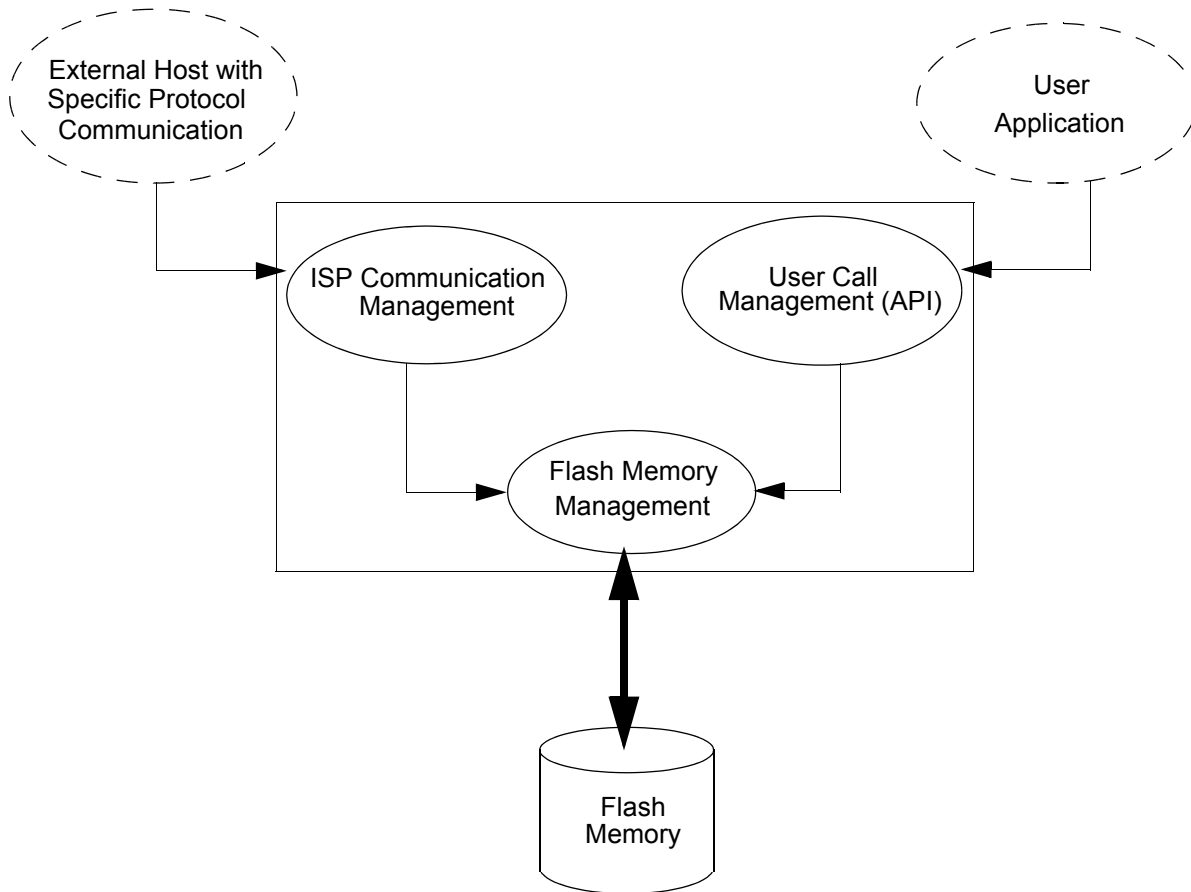 External Host with
Specific Protocol
Communication
User
Application
ISP Communication
Management
User Call
Management (API)
Flash Memory
Management
Flash
Memory